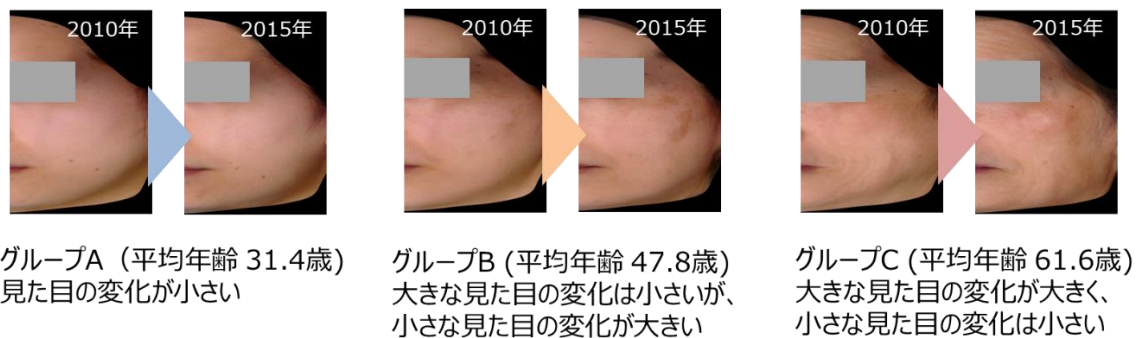 2010年
2015年
2010年
2015年
2010年
2015年
グループA（平均年齢 31.4歳)
見た目の変化が小さい
グループB (平均年齢 47.8歳)
大きな見た目の変化は小さいが、
小さな見た目の変化が大きい
グループC (平均年齢 61.6歳)
大きな見た目の変化が大きく、
小さな見た目の変化は小さい